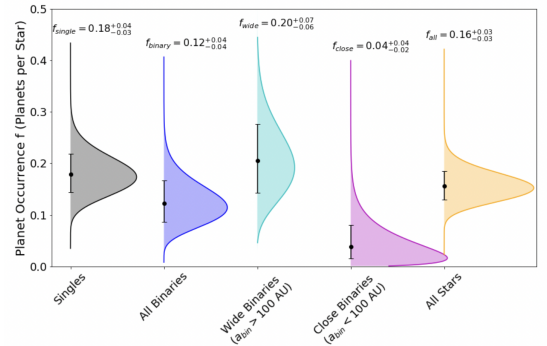 Planet Occurrence f (Planets per Star)
0.5
0.4
0.3
0.2
0.1
0.0
f_single = 0.18^{+0.04}_{-0.03}
f_binary = 0.12^{+0.04}_{-0.04}
f_wide = 0.20^{+0.07}_{-0.06}
f_close = 0.04^{+0.04}_{-0.02}
f_all = 0.16^{+0.03}_{-0.03}
Singles
All Binaries
Wide Binaries
(a_bin > 100 AU)
Close Binaries
(a_bin < 100 AU)
All Stars